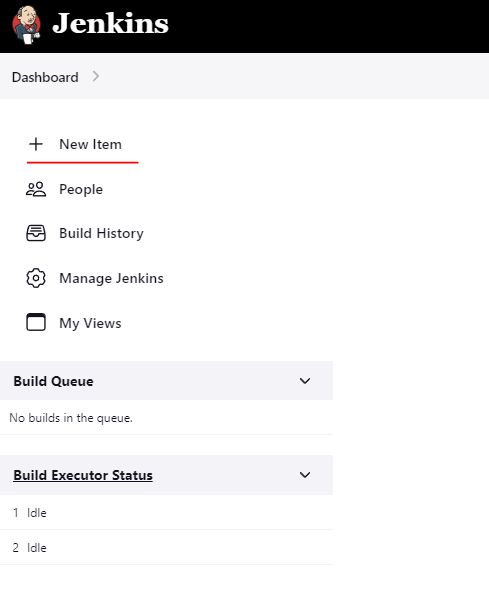 Jenkins
Dashboard
New Item
People
Build History
Manage Jenkins
My Views
Build Queue
No builds in the queue.
Build Executor Status
1 Idle
2 Idle